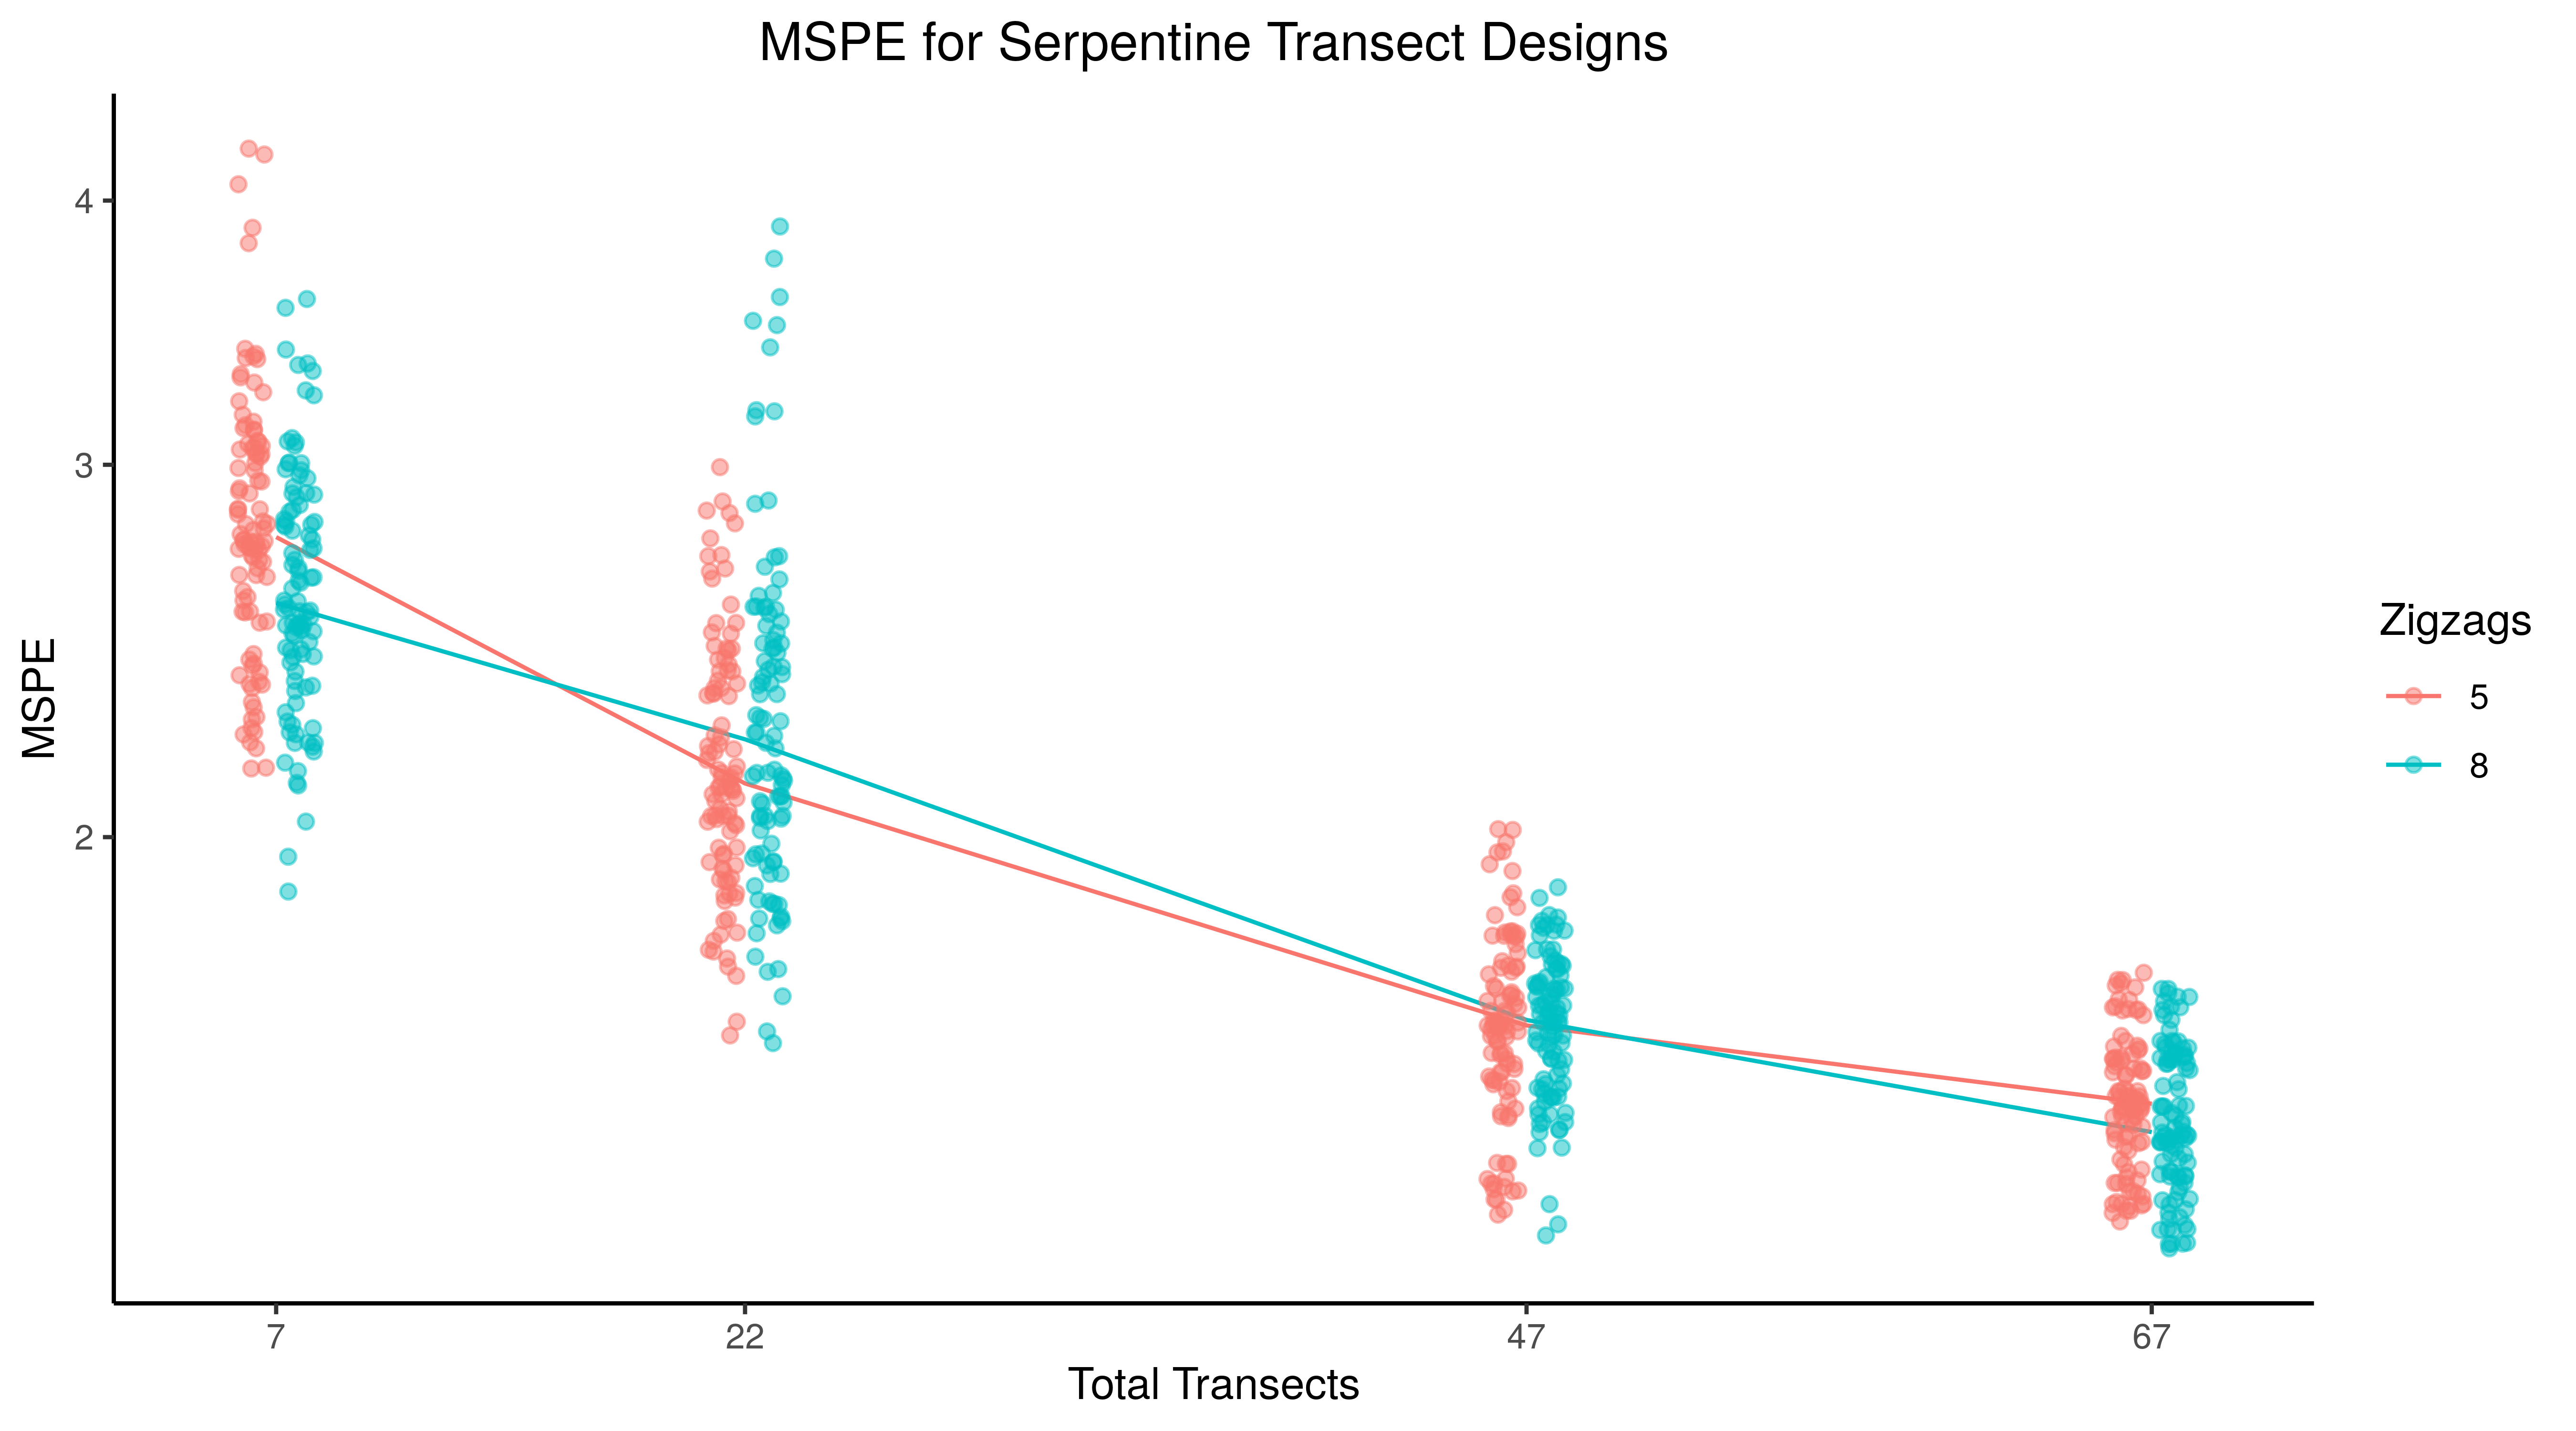 MSPE for Serpentine Transect Designs
MSPE
4
3
2
7 22 47 67
Total Transects
Zigzags
5
8